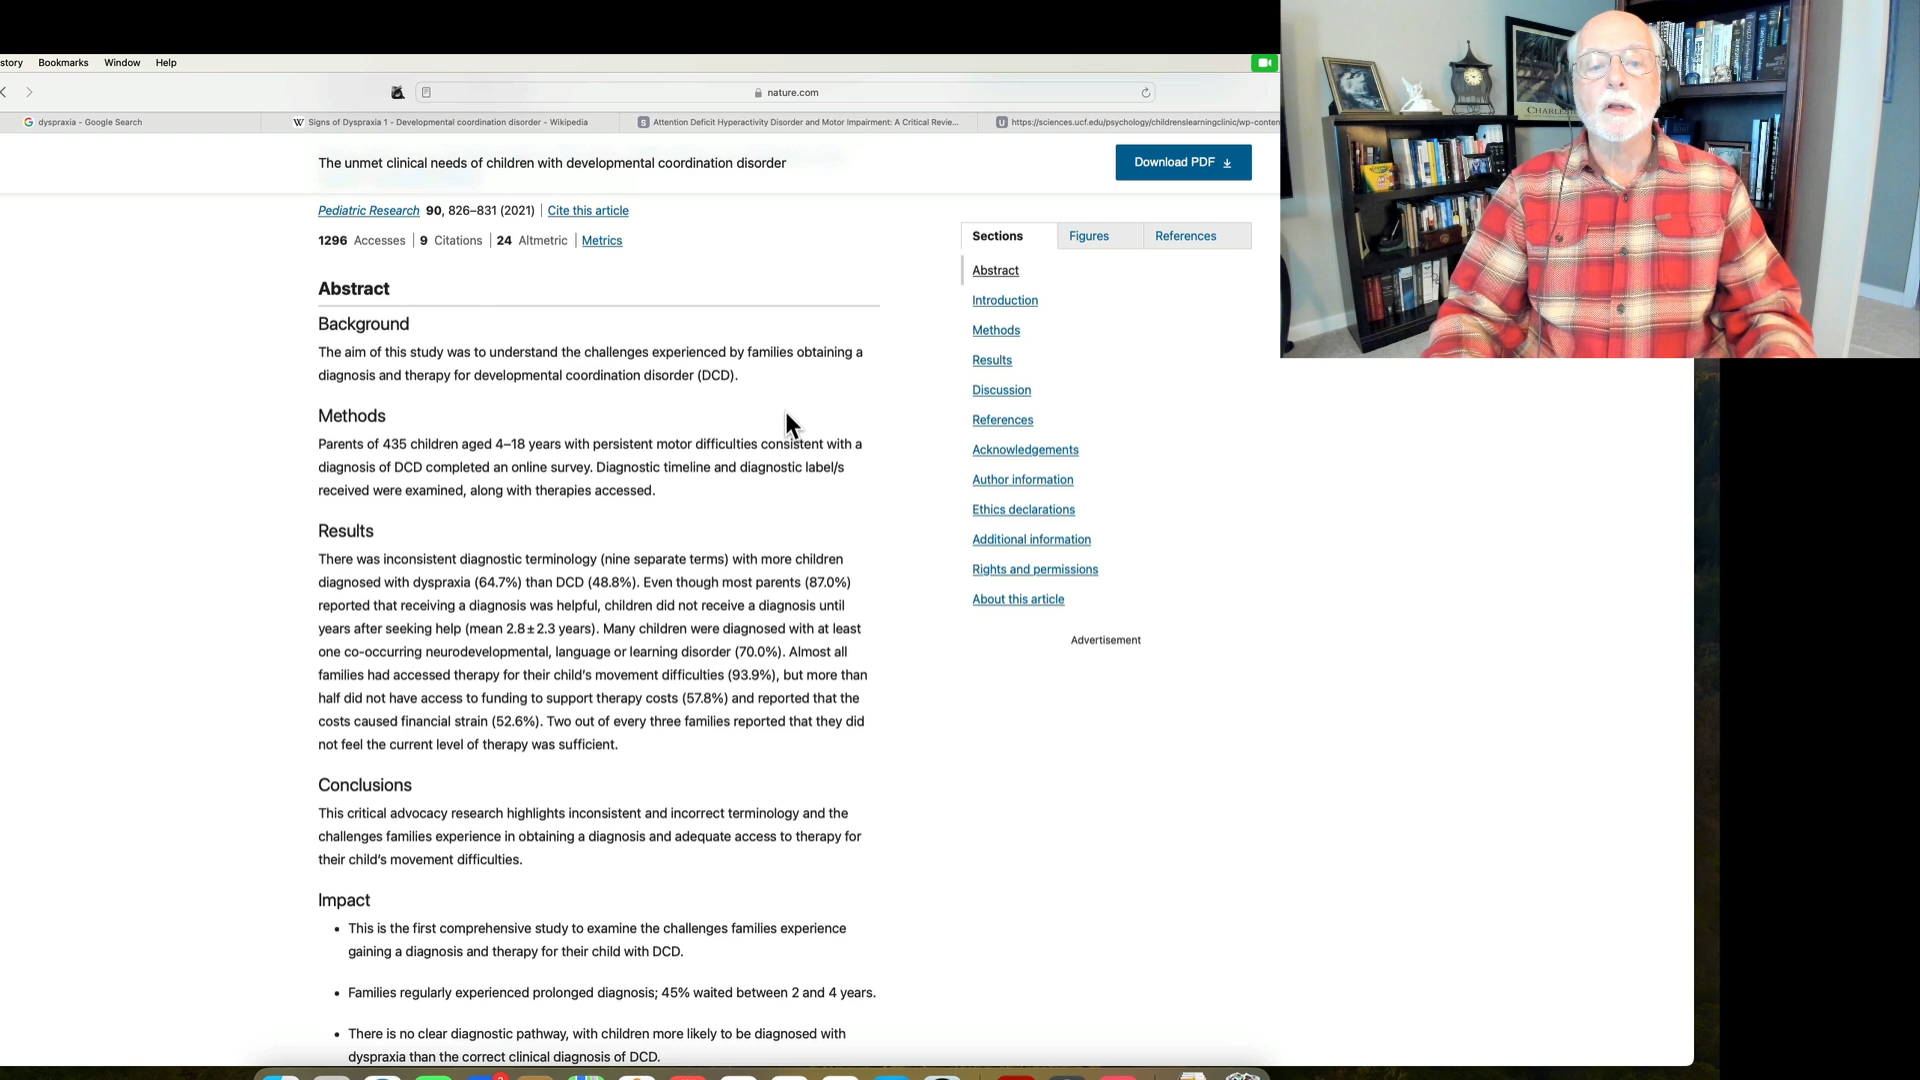 story Bookmarks Window Help
nature.com
dyspraxia - Google Search
W Signs of Dyspraxia 1 - Developmental coordination disorder - Wikipedia
S Attention Deficit Hyperactivity Disorder and Motor Impairment: A Critical Revie...
U https://sciences.ucf.edu/psychology/childrenslearningclinic/wp-conten
The unmet clinical needs of children with developmental coordination disorder
Download PDF
Pediatric Research 90, 826–831 (2021) Cite this article
1296 Accesses 9 Citations 24 Altmetric Metrics
Abstract
Background
The aim of this study was to understand the challenges experienced by families obtaining a
diagnosis and therapy for developmental coordination disorder (DCD).
Methods
Parents of 435 children aged 4–18 years with persistent motor difficulties consistent with a
diagnosis of DCD completed an online survey. Diagnostic timeline and diagnostic label/s
received were examined, along with therapies accessed.
Results
There was inconsistent diagnostic terminology (nine separate terms) with more children
diagnosed with dyspraxia (64.7%) than DCD (48.8%). Even though most parents (87.0%)
reported that receiving a diagnosis was helpful, children did not receive a diagnosis until
years after seeking help (mean 2.8±2.3 years). Many children were diagnosed with at least
one co-occurring neurodevelopmental, language or learning disorder (70.0%). Almost all
families had accessed therapy for their child's movement difficulties (93.9%), but more than
half did not have access to funding to support therapy costs (57.8%) and reported that the
costs caused financial strain (52.6%). Two out of every three families reported that they did
not feel the current level of therapy was sufficient.
Conclusions
This critical advocacy research highlights inconsistent and incorrect terminology and the
challenges families experience in obtaining a diagnosis and adequate access to therapy for
their child's movement difficulties.
Impact
• This is the first comprehensive study to examine the challenges families experience
gaining a diagnosis and therapy for their child with DCD.
• Families regularly experienced prolonged diagnosis; 45% waited between 2 and 4 years.
• There is no clear diagnostic pathway, with children more likely to be diagnosed with
dyspraxia than the correct clinical diagnosis of DCD.
Sections Figures References
Abstract
Introduction
Methods
Results
Discussion
References
Acknowledgements
Author information
Ethics declarations
Additional information
Rights and permissions
About this article
Advertisement
CHARLES